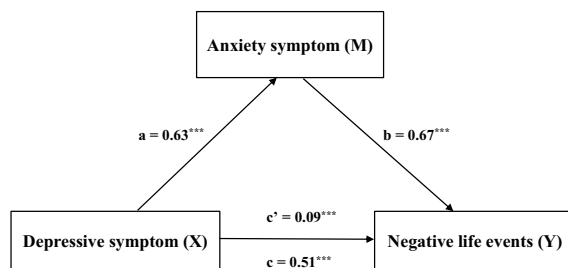 Anxiety symptom (M)
a = 0.63***
b = 0.67***
c’ = 0.09***
Depressive symptom (X)
Negative life events (Y)
c = 0.51***